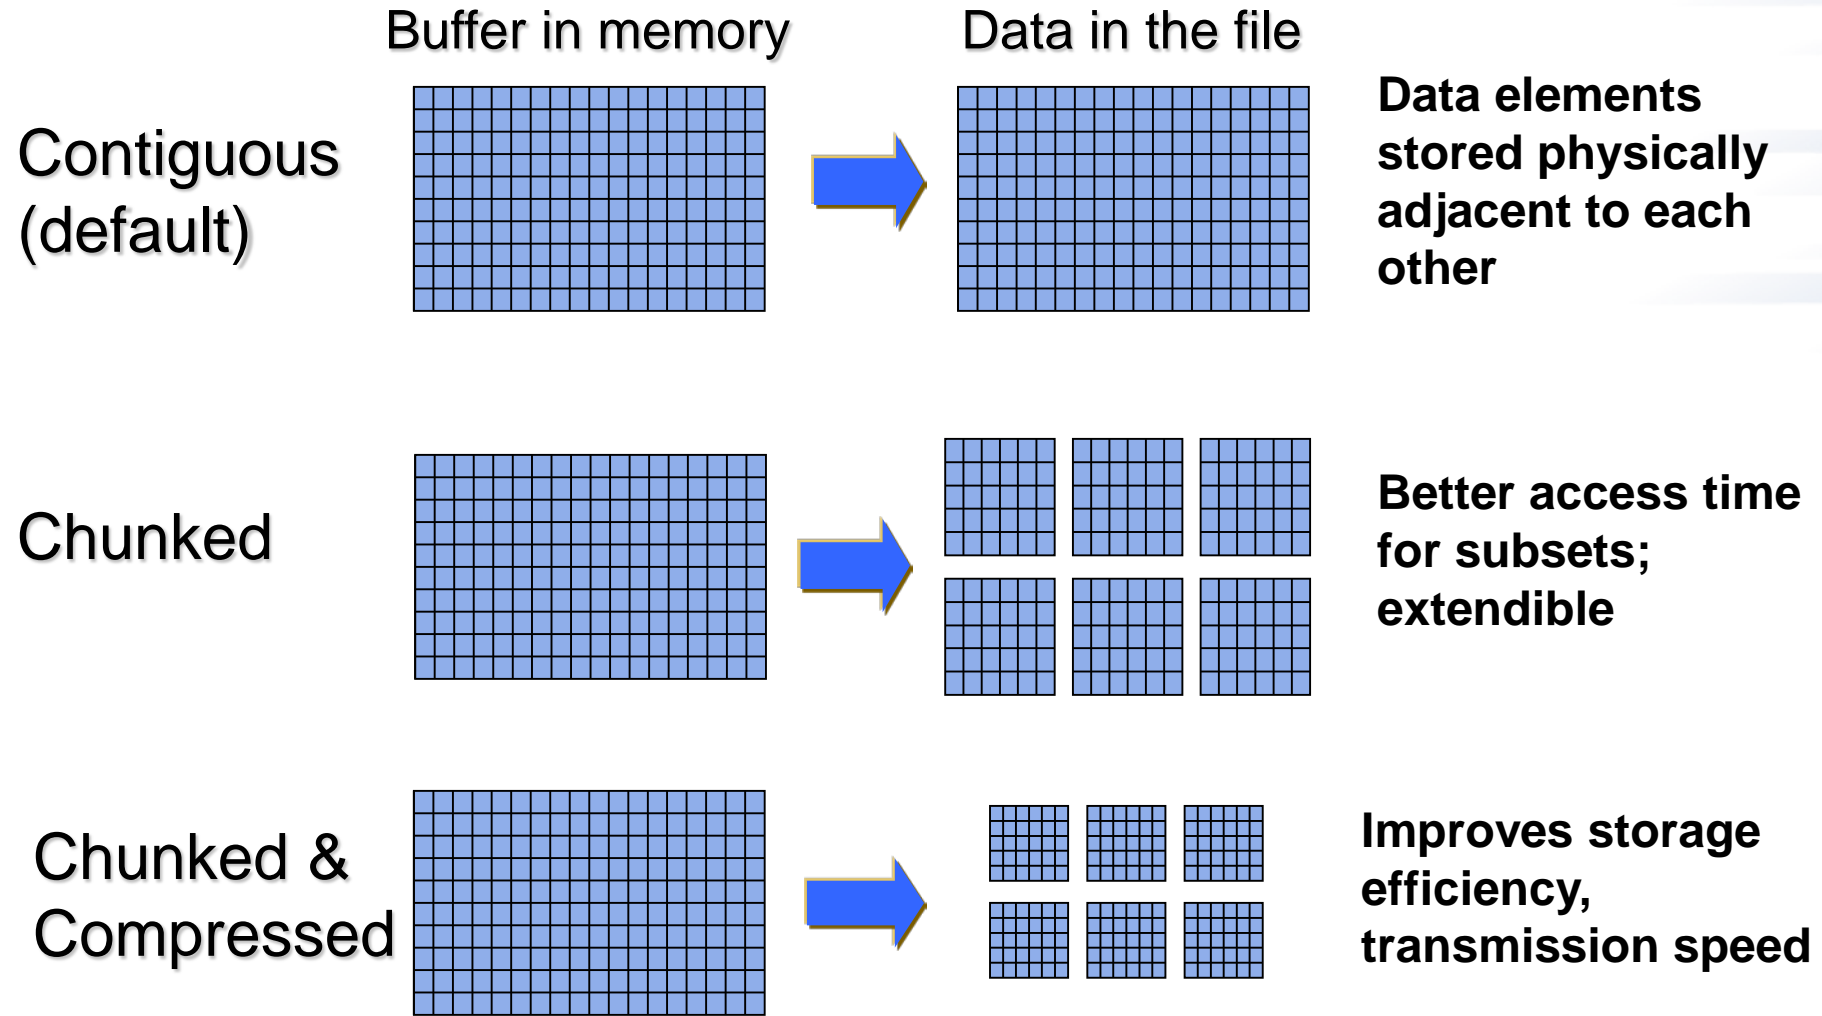 Buffer in memory
Data in the file
Contiguous
(default)
Data elements
stored physically
adjacent to each
other
Chunked
Better access time
for subsets;
extendible
Chunked &
Compressed
Improves storage
efficiency,
transmission speed